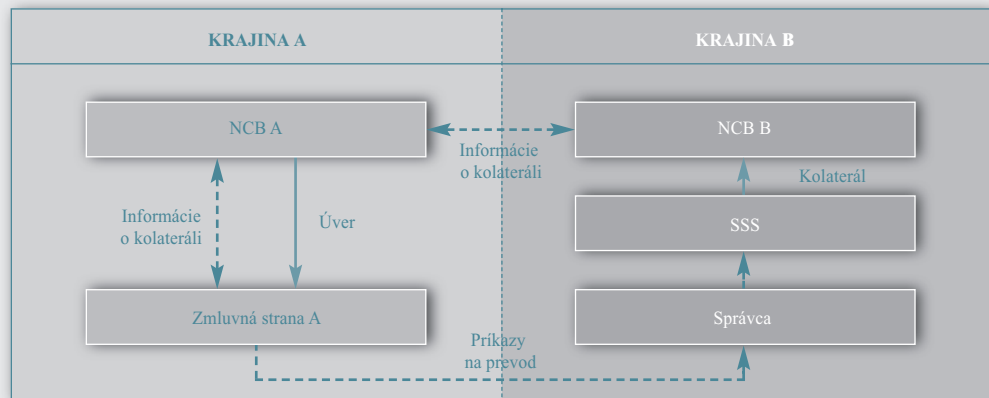 KRAJINA A
KRAJINA B
NCB A
NCB B
Informácie
o kolateráli
Kolaterál
SSS
Informácie
o kolateráli
Úver
Zmluvná strana A
Správca
Príkazy
na prevod